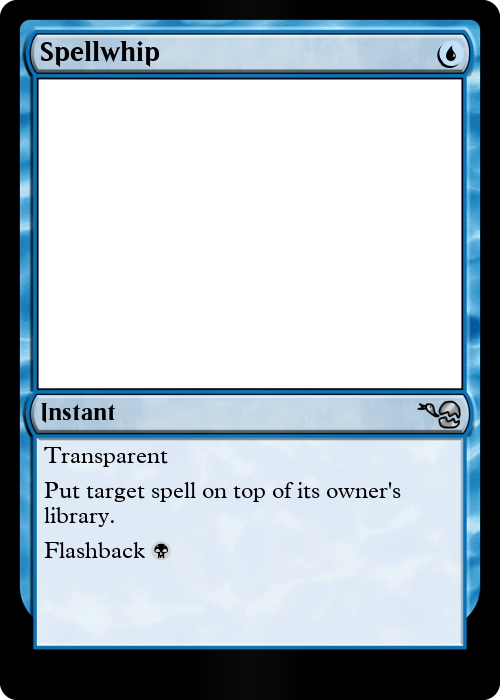 Spellwhip
Instant
Transparent
Put target spell on top of its owner's
library.
Flashback